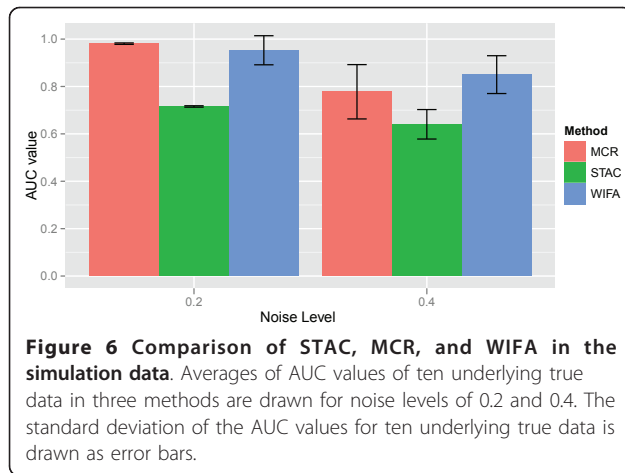 1.0
0.8
0.6
0.4
0.2
0.0
AUC value
0.2
0.4
Noise Level
Method
MCR
STAC
WIFA
Figure 6 Comparison of STAC, MCR, and WIFA in the
simulation data. Averages of AUC values of ten underlying true
data in three methods are drawn for noise levels of 0.2 and 0.4. The
standard deviation of the AUC values for ten underlying true data is
drawn as error bars.